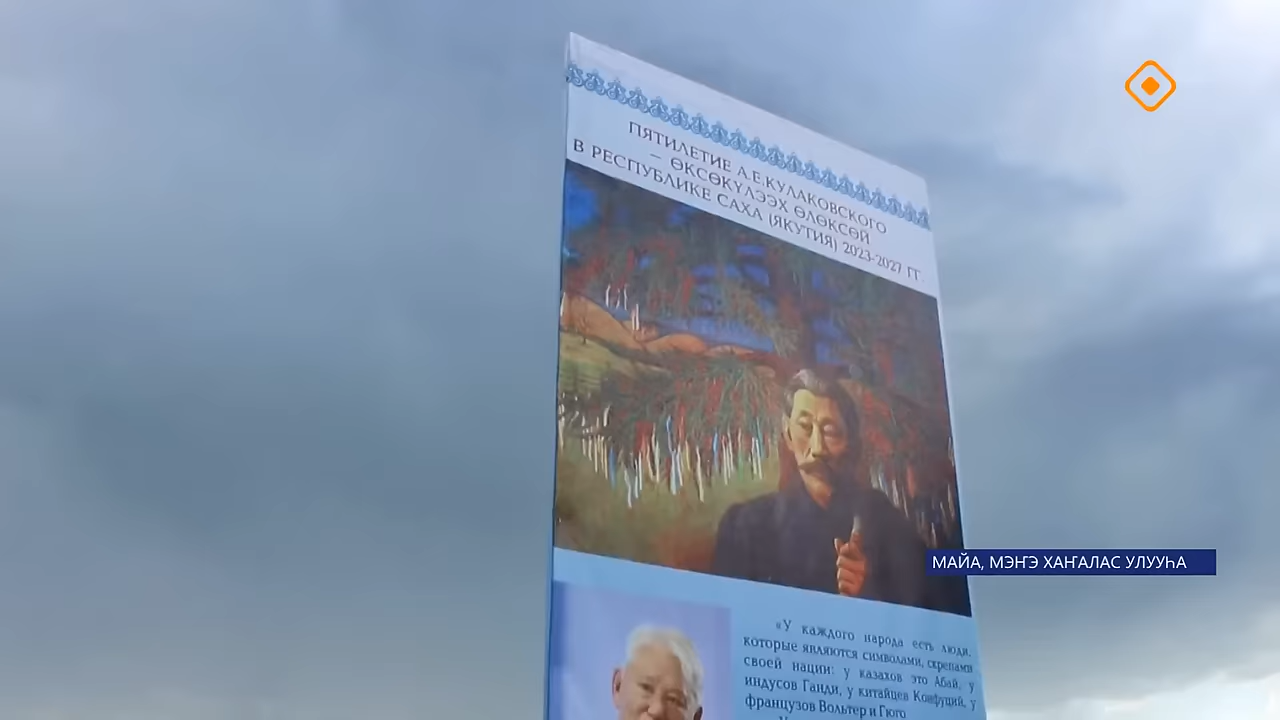 ПЯТИЛЕТИЕ А.Е.КУЛАКОВСКОГО
– ӨКСӨКҮЛЭЭХ ӨЛӨКСӨЙ
В РЕСПУБЛИКЕ САХА (ЯКУТИЯ) 2023-2027 ГГ.
МАЙА, МЭҤЭ ХАҤАЛАС УЛУУҺА
«У каждого народа есть люди,
которые являются символами, скрепами
своей нации: у казахов это Абай, у
индусов Ганди, у китайцев Конфуций, у
французов Вольтер и Гюго